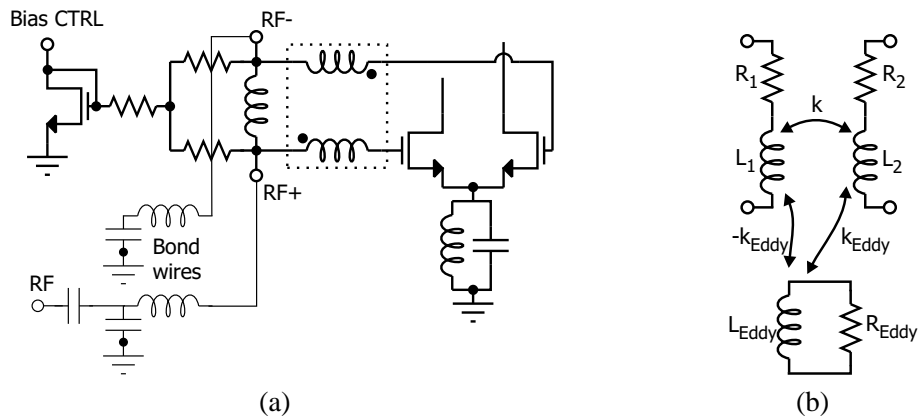 Bias CTRL
RF-
RF+
Bond
wires
RF
(a)
R1
R2
k
L1
L2
-kEddy
kEddy
LEddy
REddy
(b)